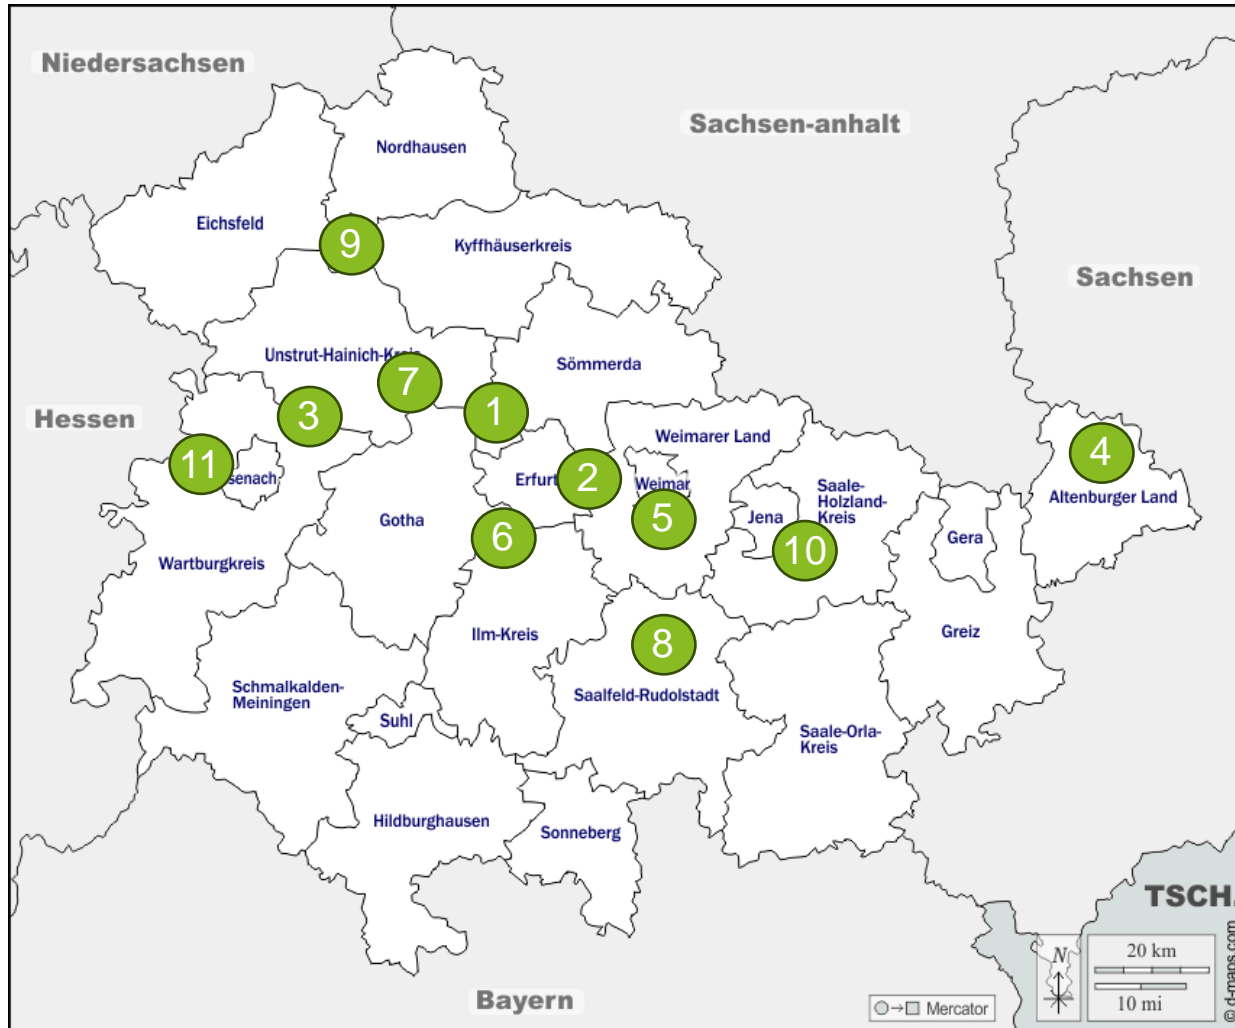 Niedersachsen
Sachsen-anhalt
Nordhausen
Eichsfeld
9
Kyffhäuserkreis
Sachsen
Unstrut-Hainich-Kreis
Sömmerda
7
Hessen
3
1
Weimarer Land
4
11
senach
Erfurt
2
Weimar
Saale-
Holzland-
Kreis
Altenburger Land
Gotha
6
5
Jena
10
Gera
Wartburgkreis
Ilm-Kreis
8
Greiz
Schmalkalden-
Meiningen
Suhl
Saalfeld-Rudolstadt
Saale-Orla-
Kreis
Hildburghausen
Sonneberg
TSCH.
Bayern
N
20 km
10 mi
Mercator
© d-maps.com